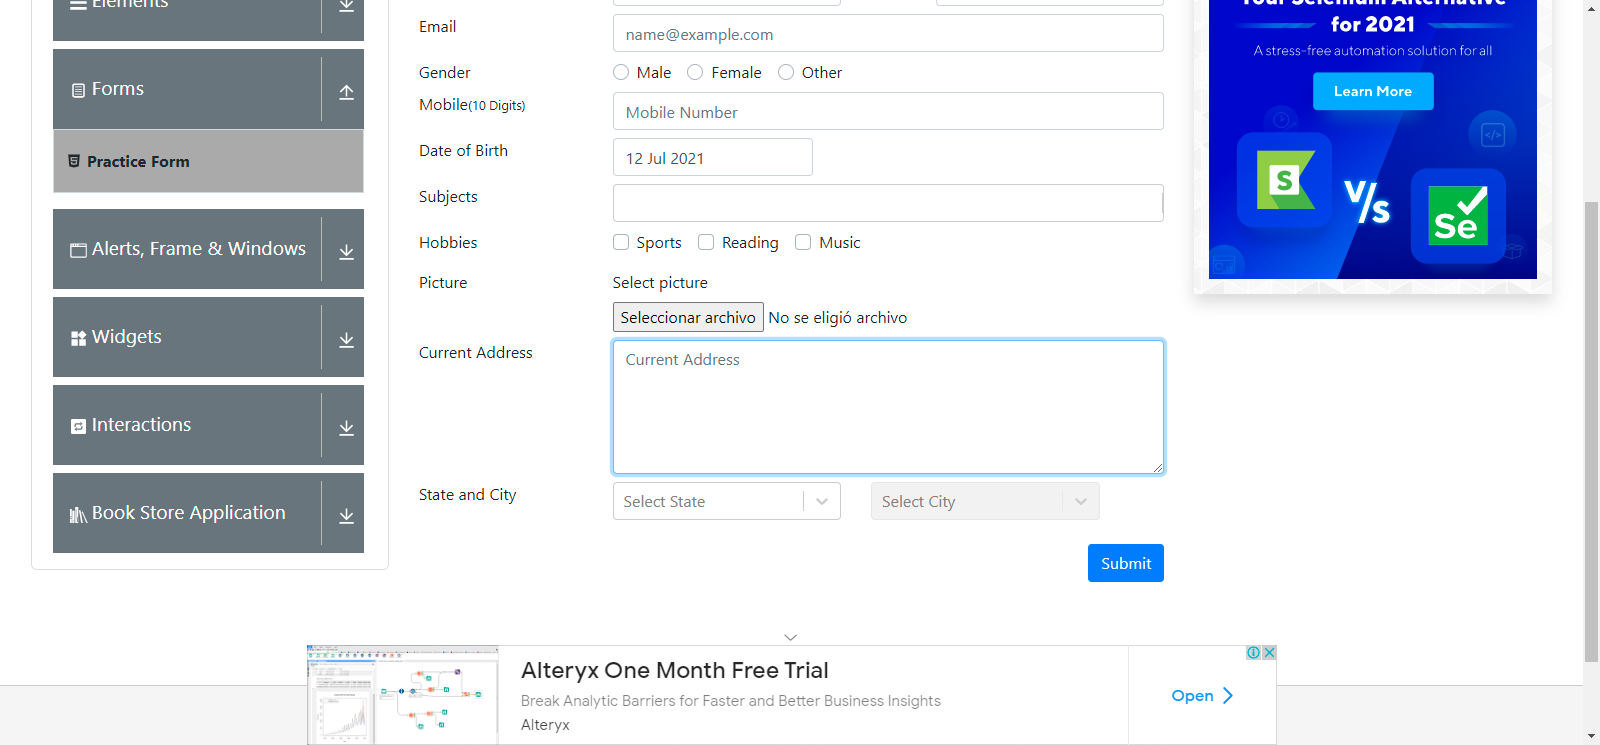 Elements
Forms
Practice Form
Alerts, Frame & Windows
Widgets
Interactions
Book Store Application
Email
name@example.com
Gender
Male Female Other
Mobile(10 Digits)
Mobile Number
Date of Birth
12 Jul 2021
Subjects
Hobbies
Sports Reading Music
Picture
Select picture
Seleccionar archivo No se eligió archivo
Current Address
Current Address
State and City
Select State
Select City
Submit
Your Selenium Alternative
for 2021
A stress-free automation solution for all
Learn More
S
V/s
Se
Alteryx One Month Free Trial
Break Analytic Barriers for Faster and Better Business Insights
Alteryx
Open